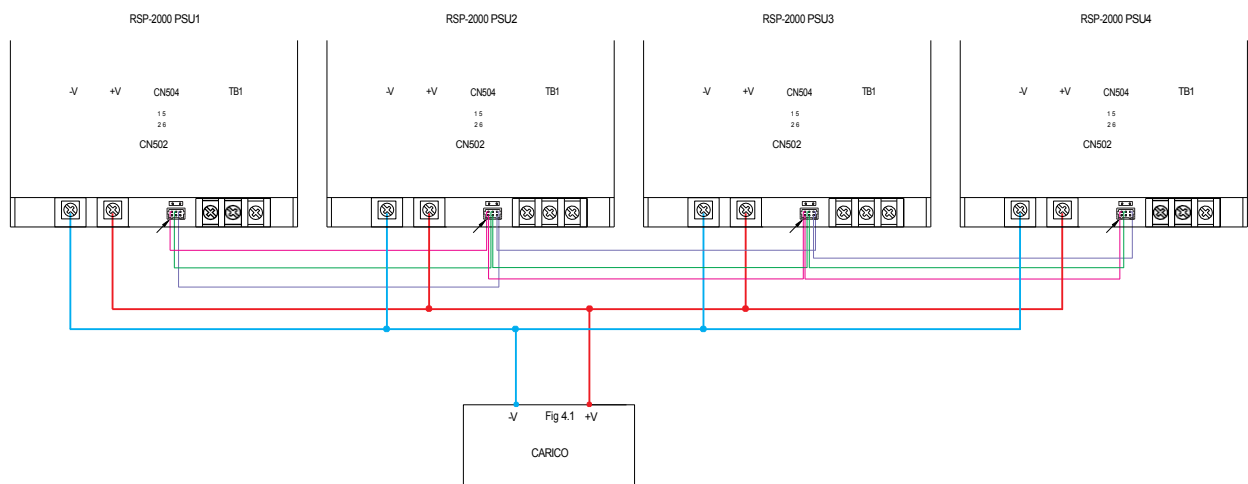 RSP-2000 PSU1 RSP-2000 PSU2 RSP-2000 PSU3 RSP-2000 PSU4
-V +V CN504 TB1 -V +V CN504 TB1 -V +V CN504 TB1 -V +V CN504 TB1
1 5 1 5 1 5 1 5
2 6 2 6 2 6 2 6
CN502 CN502 CN502 CN502
-V Fig 4.1 +V
CARICO